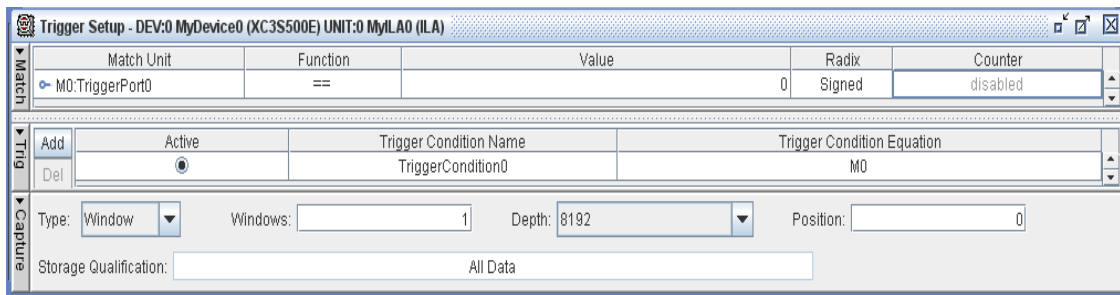 Trigger Setup - DEV:0 MyDevice0 (XC3S500E) UNIT:0 MyILA0 (ILA)
Match
Match Unit Function Value Radix Counter
M0:TriggerPort0 == 0 Signed disabled
Trig
Add Active Trigger Condition Name Trigger Condition Equation
Del TriggerCondition0 M0
Capture
Type: Window Windows: 1 Depth: 8192 Position: 0
Storage Qualification: All Data